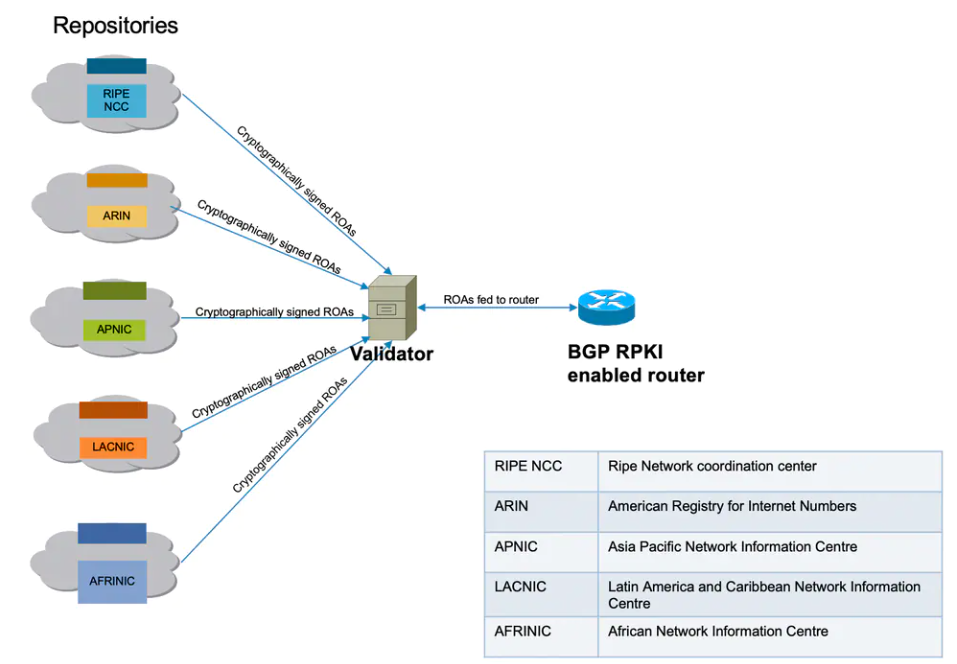 Repositories
RIPE
NCC
Cryptographically signed ROAs
ARIN
Cryptographically signed ROAs
APNIC
Cryptographically signed ROAs
ROAs fed to router
Validator
BGP RPKI
enabled router
LACNIC
Cryptographically signed ROAs
AFRINIC
Cryptographically signed ROAs
RIPE NCC Ripe Network coordination center
ARIN American Registry for Internet Numbers
APNIC Asia Pacific Network Information Centre
LACNIC Latin America and Caribbean Network Information
Centre
AFRINIC African Network Information Centre